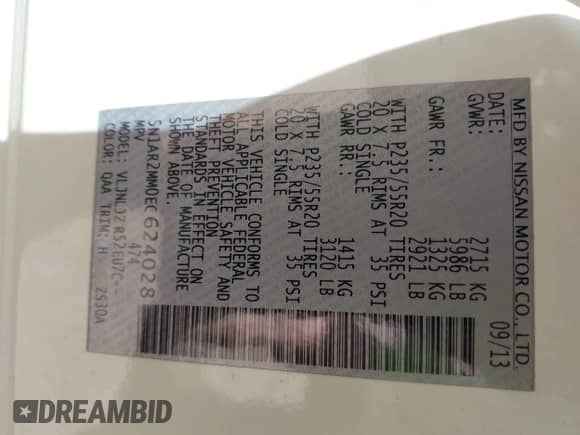 MFD BY NISSAN MOTOR CO., LTD.
DATE: 09/13
GVWR: 2715 KG
5986 LB
GAWR FR: 1325 KG
2921 LB
WITH P235/55R20 TIRES
20 X 7.5 RIMS AT 35 PSI
COLD SINGLE
GAWR RR: 1415 KG
3120 LB
WITH P235/55R20 TIRES
20 X 7.5 RIMS AT 35 PSI
COLD SINGLE
THIS VEHICLE CONFORMS TO
ALL APPLICABLE FEDERAL
MOTOR VEHICLE SAFETY AND
THEFT PREVENTION
STANDARDS IN EFFECT ON
THE DATE OF MANUFACTURE
SHOWN ABOVE.
5N1AR2MM0EC624028
MPV 474
MODEL:
COLOR: QAA TRIM: H 2530A
DREAMBID